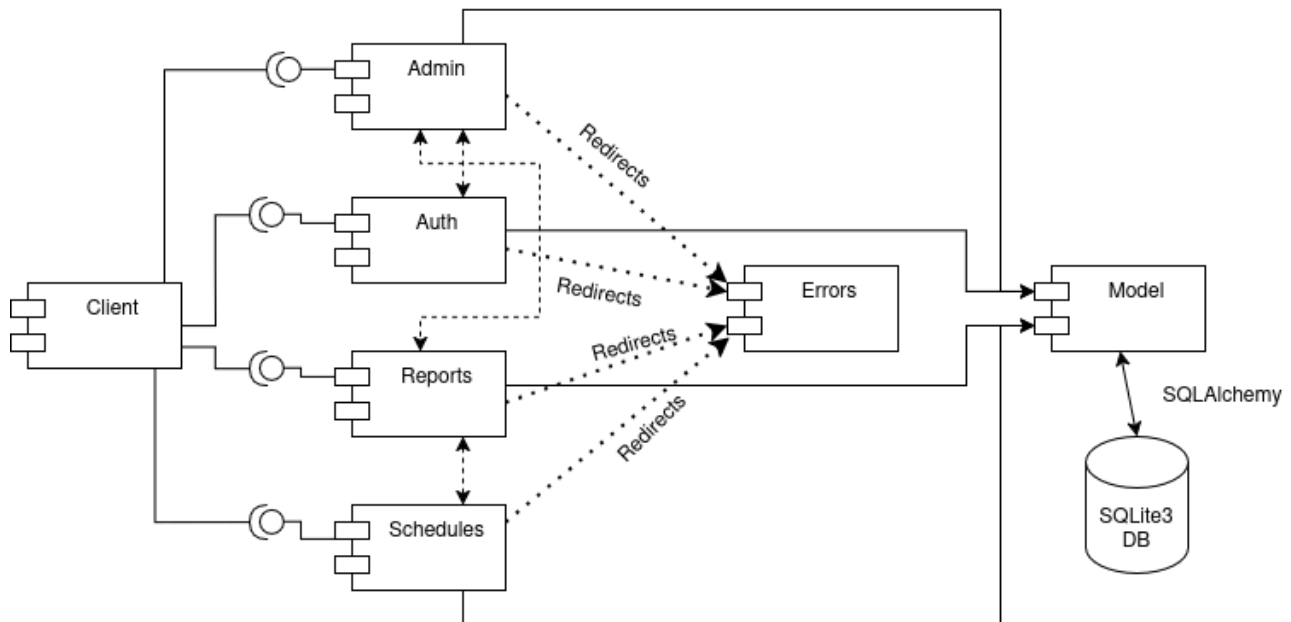 Admin
Redirects
Auth
Redirects
Client
Errors
Model
Redirects
Reports
SQLAlchemy
Redirects
Schedules
SQLite3
DB